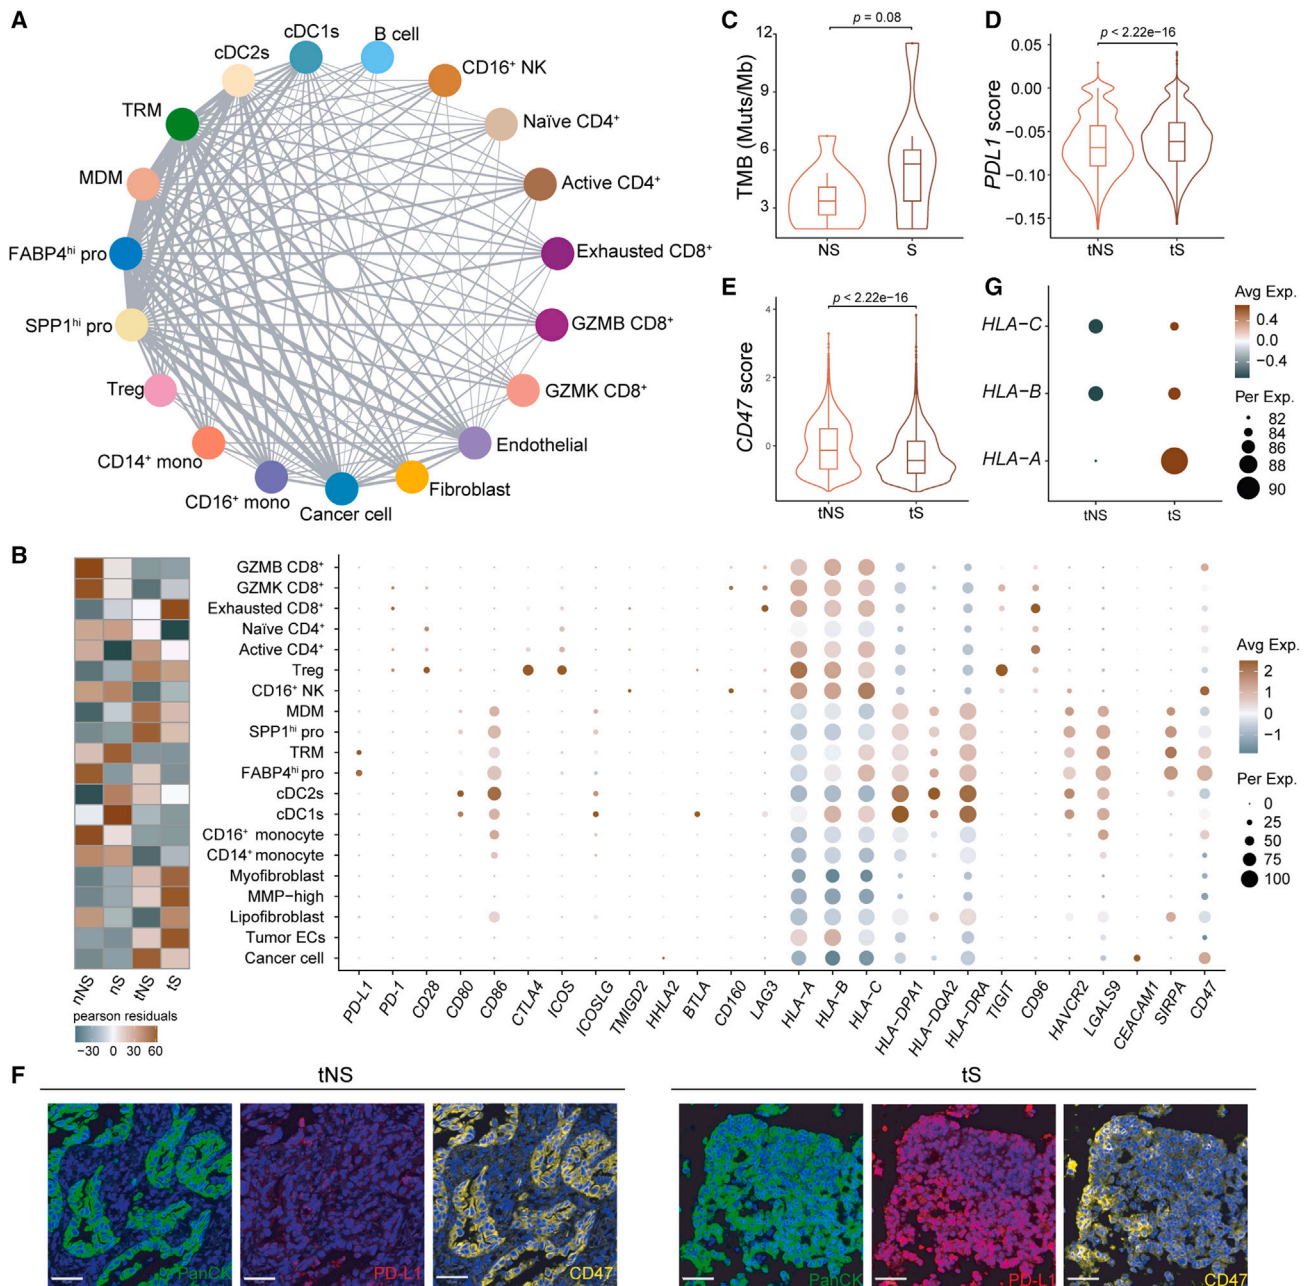 A
cDC1s
B cell
cDC2s
CD16⁺ NK
TRM
Naïve CD4⁺
MDM
Active CD4⁺
FABP4ʰⁱ pro
Exhausted CD8⁺
SPP1ʰⁱ pro
GZMB CD8⁺
Treg
GZMK CD8⁺
CD14⁺ mono
Endothelial
CD16⁺ mono
Fibroblast
Cancer cell
C
p = 0.08
12
9
6
3
TMB (Muts/Mb)
NS
S
D
p < 2.22e−16
0.05
0.00
−0.05
−0.10
−0.15
PDL1 score
tNS
tS
E
p < 2.22e−16
4
2
0
CD47 score
tNS
tS
G
HLA−C
HLA−B
HLA−A
tNS
tS
Avg Exp.
0.4
0.0
−0.4
Per Exp.
82
84
86
88
90
B
GZMB CD8⁺
GZMK CD8⁺
Exhausted CD8⁺
Naïve CD4⁺
Active CD4⁺
Treg
CD16⁺ NK
MDM
SPP1ʰⁱ pro
TRM
FABP4ʰⁱ pro
cDC2s
cDC1s
CD16⁺ monocyte
CD14⁺ monocyte
Myofibroblast
MMP−high
Lipofibroblast
Tumor ECs
Cancer cell
nNS
nS
tNS
tS
pearson residuals
−30 0 30 60
PD-L1
PD-1
CD28
CD80
CD86
CTLA4
ICOS
ICOSLG
TMIGD2
HHLA2
BTLA
CD160
LAG3
HLA−A
HLA−B
HLA−C
HLA−DPA1
HLA−DQA2
HLA−DRA
TIGIT
CD96
HAVCR2
LGALS9
CEACAM1
SIRPA
CD47
Avg Exp.
2
1
0
−1
Per Exp.
0
25
50
75
100
F
tNS
tS
PanCK
PD-L1
CD47
PanCK
PD-L1
CD47